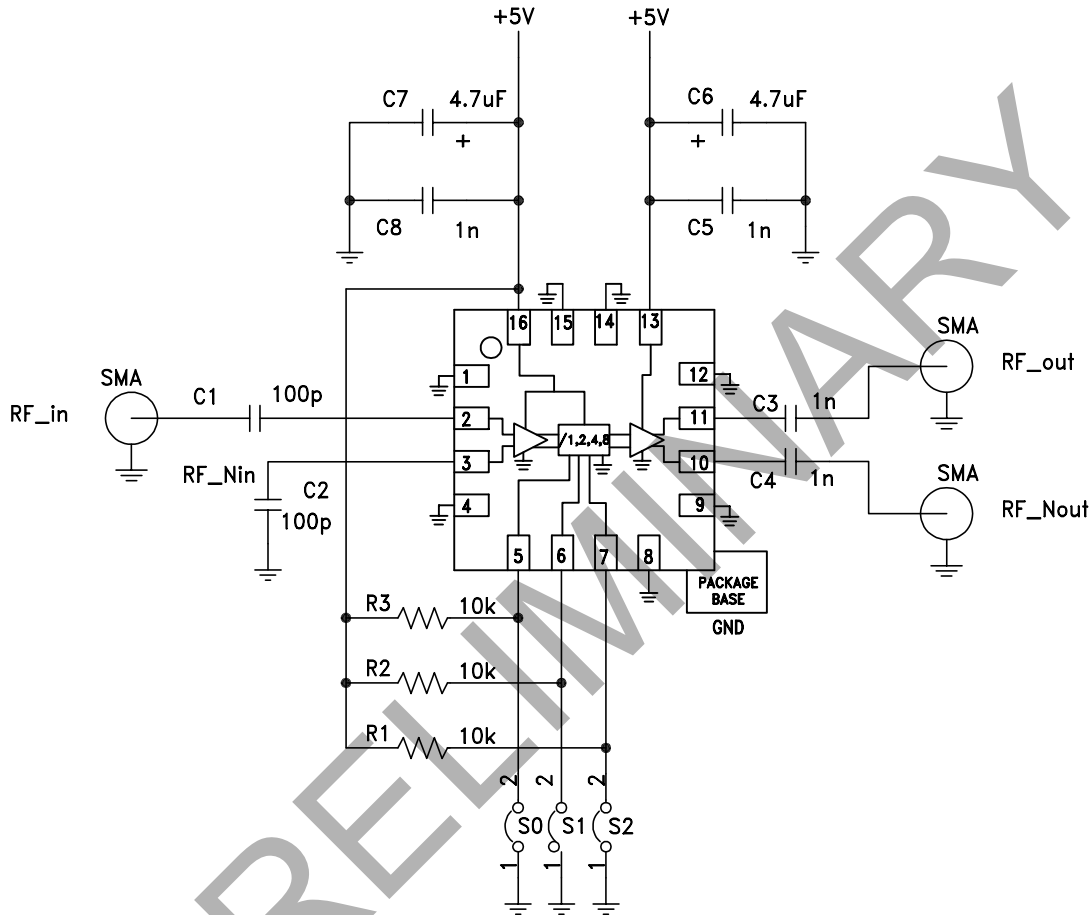 +5V +5V
C7 4.7uF C6 4.7uF
+ +
C8 1n C5 1n
16 15 14 13
SMA
RF_out
SMA
1 12
RF_in C1 100p 2 11 C3 1n
/1,2,4,8
RF_Nin 3 10 C4 1n
SMA
C2
100p 4 9 RF_Nout
5 6 7 8
PACKAGE
BASE
GND
R3 10k
R2 10k
R1 10k
2 2 2
S0 S1 S2
1 1 1
PRELIMINARY